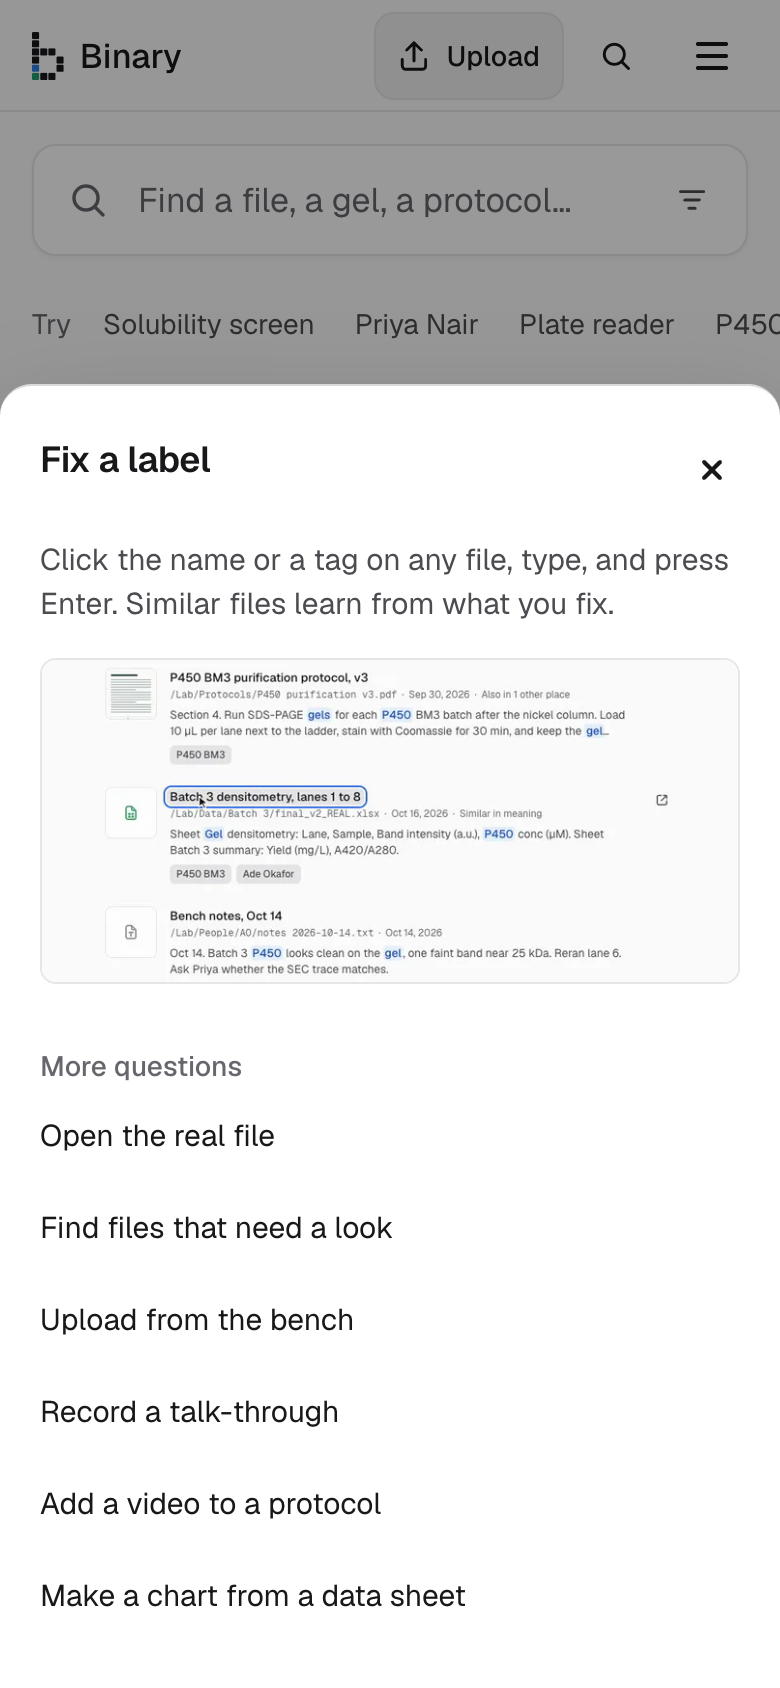 Binary
Upload
Find a file, a gel, a protocol...
Try Solubility screen Priya Nair Plate reader P450
Fix a label
Click the name or a tag on any file, type, and press
Enter. Similar files learn from what you fix.
P450 BM3 purification protocol, v3
/Lab/Protocols/P450 purification v3.pdf · Sep 30, 2026 · Also in 1 other place
Section 4. Run SDS-PAGE gels for each P450 BM3 batch after the nickel column. Load
10 µL per lane next to the ladder, stain with Coomassie for 30 min, and keep the gel...
P450 BM3
Batch 3 densitometry, lanes 1 to 8
/Lab/Data/Batch 3/final_v2_REAL.xlsx · Oct 16, 2026 · Similar in meaning
Sheet Gel densitometry: Lane, Sample, Band intensity (a.u.), P450 conc (µM). Sheet
Batch 3 summary: Yield (mg/L), A420/A280.
P450 BM3 Ade Okafor
Bench notes, Oct 14
/Lab/People/AO/notes 2026-10-14.txt · Oct 14, 2026
Oct 14. Batch 3 P450 looks clean on the gel, one faint band near 25 kDa. Reran lane 6.
Ask Priya whether the SEC trace matches.
More questions
Open the real file
Find files that need a look
Upload from the bench
Record a talk-through
Add a video to a protocol
Make a chart from a data sheet